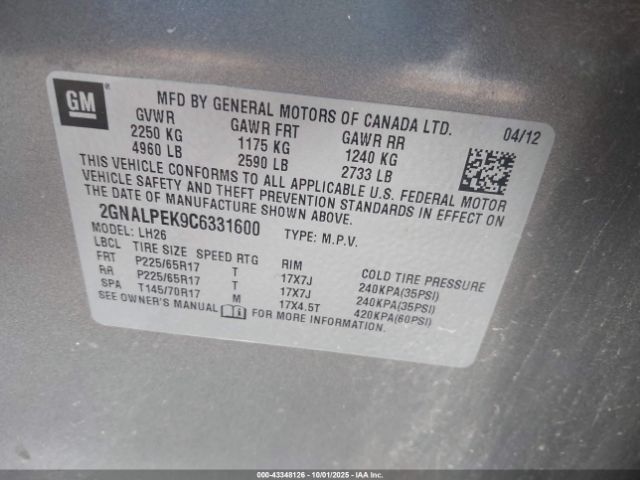 GM
MFD BY GENERAL MOTORS OF CANADA LTD. 04/12
GVWR GAWR FRT GAWR RR
2250 KG 1175 KG 1240 KG
4960 LB 2590 LB 2733 LB
THIS VEHICLE CONFORMS TO ALL APPLICABLE U.S. FEDERAL MOTOR
VEHICLE SAFETY AND THEFT PREVENTION STANDARDS IN EFFECT ON
THE DATE OF MANUFACTURE SHOWN ABOVE.
2GNALPEK9C6331600 TYPE: M.P.V.
MODEL: LH26
LBCL TIRE SIZE SPEED RTG RIM COLD TIRE PRESSURE
FRT P225/65R17 T 17X7J 240KPA(35PSI)
RR P225/65R17 T 17X7J 240KPA(35PSI)
SPA T145/70R17 M 17X4.5T 420KPA(60PSI)
SEE OWNER'S MANUAL FOR MORE INFORMATION.
000-43348126 - 10/01/2025 - IAAI.com